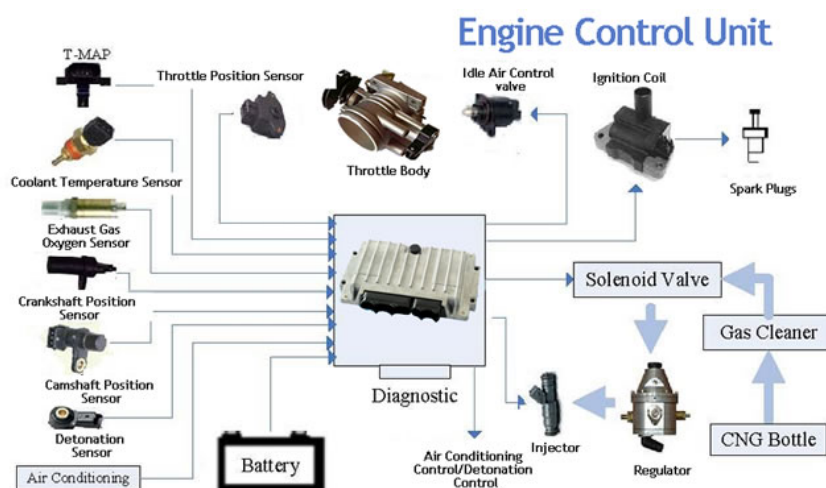 Engine Control Unit
T-MAP
Throttle Position Sensor
Idle Air Control
valve
Ignition Coil
Throttle Body
Spark Plugs
Coolant Temperature Sensor
Exhaust Gas
Oxygen Sensor
Crankshaft Position
Sensor
Camshaft Position
Sensor
Detonation
Sensor
Air Conditioning
Battery
Diagnostic
Air Conditioning
Control/Detonation
Control
Injector
Regulator
Solenoid Valve
Gas Cleaner
CNG Bottle